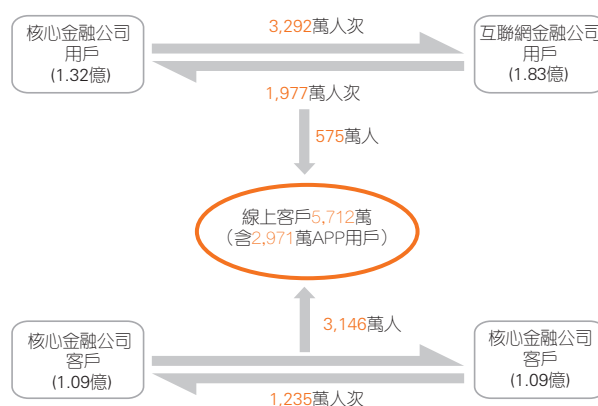 核心金融公司
用戶
(1.32億)
3,292萬人次
互聯網金融公司
用戶
(1.83億)
1,977萬人次
575萬人
線上客戶5,712萬
（含2,971萬APP用戶）
3,146萬人
核心金融公司
客戶
(1.09億)
核心金融公司
客戶
(1.09億)
1,235萬人次